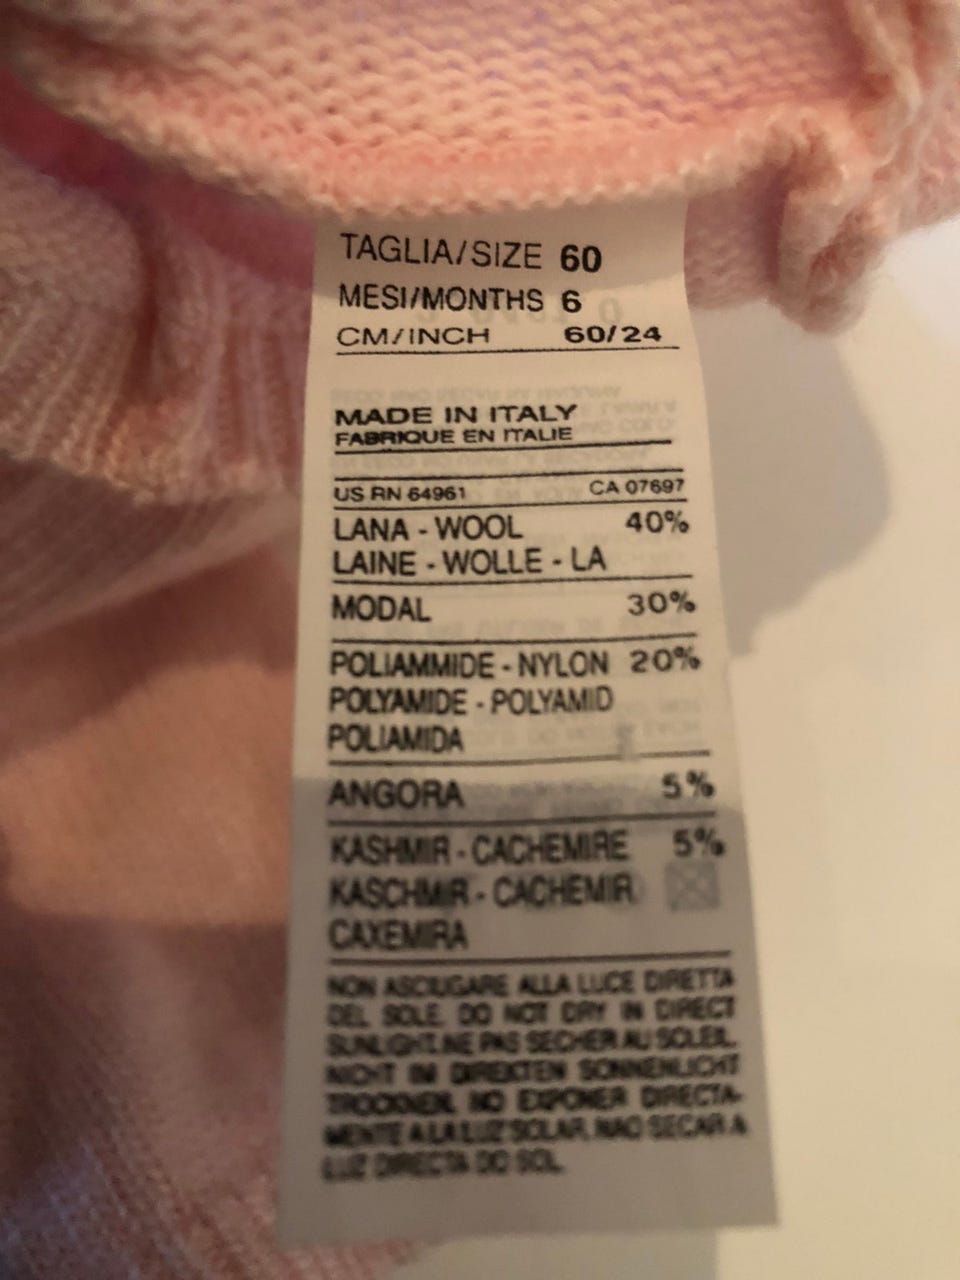 TAGLIA/SIZE 60
MESI/MONTHS 6
CM/INCH 60/24
MADE IN ITALY
FABRIQUE EN ITALIE
US RN 64961 CA 07697
LANA - WOOL 40%
LAINE - WOLLE - LA
MODAL 30%
POLIAMMIDE - NYLON 20%
POLYAMIDE - POLYAMID
POLIAMIDA
ANGORA 5%
KASHMIR - CACHEMIRE 5%
KASCHMIR - CACHEMIR
CAXEMIRA
NON ASCIUGARE ALLA LUCE DIRETTA
DEL SOLE. DO NOT DRY IN DIRECT
SUNLIGHT. NE PAS SECHER AU SOLEIL.
NICHT IM DIREKTEN SONNENLICHT
TROCKNEN. NO EXPONER DIRECTA-
MENTE A LA LUZ SOLAR. NAO SECAR A
LUZ DIRECTA DO SOL.